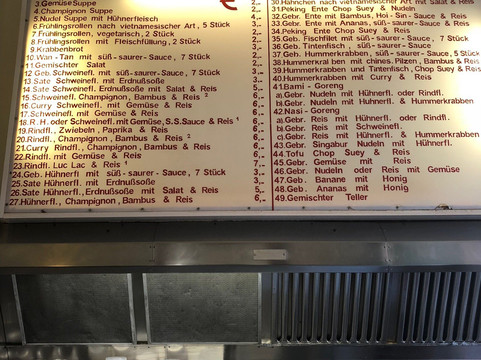 3.Gemüse Suppe
4.Champignon Suppe
5.Nudel Suppe mit Hühnerfleisch
6.Frühlingsrollen nach vietnamesischer Art, 5 Stück
7.Frühlingsrollen, vegetarisch, 2 Stück
8.Frühlingsrollen mit Fleischfüllung, 2 Stück
9.Krabbenbrot
10.Wan-Tan mit süß-saurer-Sauce, 7 Stück
11.Gemischter Salat
12.Geb.Schweinefl. mit süß-saurer-Sauce, 7 Stück
13.Sate Schweinefl. mit Erdnußsoße
14.Sate Schweinefl. Erdnußsoße mit Salat & Reis
15.Schweinefl. Champignon, Bambus & Reis ²
16.Curry Schweinefl. mit Gemüse & Reis
17.Schweinefl. mit Gemüse & Reis
18.R.H. oder Schweinefl. mit Gemüse,S.S.Sauce & Reis ¹
19.Rindfl., Zwiebeln, Paprika & Reis
20.Rindfl., Champignon, Bambus & Reis ²
21.Curry Rindfl., Champignon, Bambus & Reis
22.Rindfl. mit Gemüse & Reis
23.Rindfl. Luc Lac & Reis ¹
24.Geb. Hühnerfl mit süß-saurer-Sauce, 7 Stück
25.Sate Hühnerfl. mit Erdnußsoße
26.Sate Hühnerfl., Erdnußsoße mit Salat & Reis
27.Hühnerfl., Champignon, Bambus & Reis
30.Hähnchen nach vietnamesischer Art mit Salat & Reis
31.Peking Ente Chop Suey & Nudeln
32.Gebr. Ente mit Bambus, Hoi-Sin-Sauce & Reis
33.Gebr. Ente mit Ananas, süß-saurer-Sauce & Reis
34.Peking Ente Chop Suey & Reis
35.Geb. Fischfilet mit süß-saurer-Sauce, 7 Stück
36.Geb. Tintenfisch, süß-saurer-Sauce
37.Geb. Hummerkrabben, süß-saurer-Sauce, 5 Stück
38.Hummerkrabben mit chines. Pilzen, Bambus & Reis
39.Hummerkrabben und Tintenfisch, Chop Suey & Reis
40.Hummerkrabben mit Curry & Reis
41.Bami-Goreng
a).Gebr. Nudeln mit Hühnerfl. oder Rindfl.
b).Gebr. Nudeln mit Hühnerfl. & Hummerkrabben
42.Nasi-Goreng
a).Gebr. Reis mit Hühnerfl. oder Rindfl.
b).Gebr. Reis mit Schweinefl.
c).Gebr. Reis mit Hühnerfl. & Hummerkrabben
43.Gebr. Singabur Nudeln mit Hühnerfl.
44.Tofu Chop Suey & Reis
45.Gebr. Gemüse mit Reis
46.Gebr. Nudeln oder Reis mit Gemüse
47.Geb. Banane mit Honig
48.Geb. Ananas mit Honig
49.Gemischter Teller